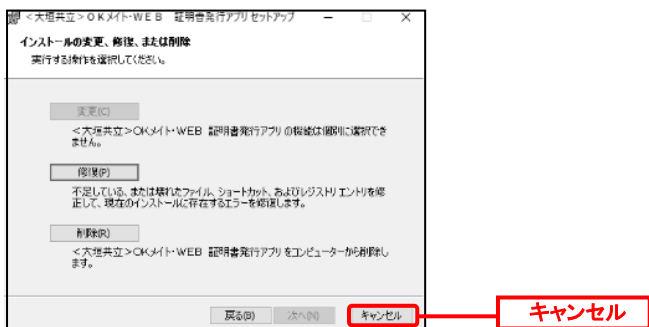 <大垣共立>OKメイト・WEB 証明書発行アプリ セットアップ
インストールの変更、修復、または削除
実行する操作を選択してください。
変更(C)
<大垣共立>OKメイト・WEB 証明書発行アプリ の機能は個別に選択でき
ません。
修復(P)
不足している、または壊れたファイル、ショートカット、およびレジストリ エントリを修
正して、現在のインストールに存在するエラーを修復します。
削除(R)
<大垣共立>OKメイト・WEB 証明書発行アプリ をコンピューターから削除し
ます。
戻る(B) 次へ(N) キャンセル
キャンセル